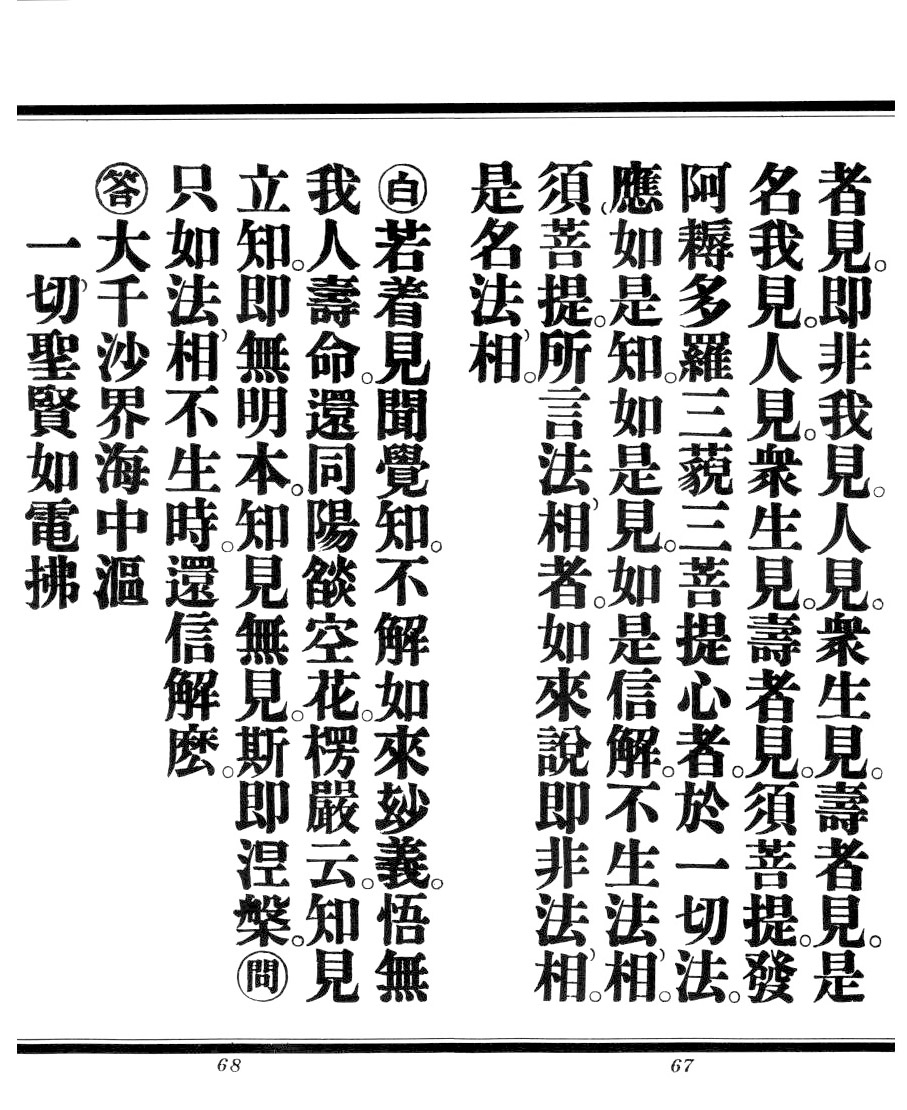 者見。即非我見。人見。衆生見。壽者見。是
名我見。人見。衆生見。壽者見。須菩提。發
阿耨多羅三藐三菩提心者。於一切法。
應如是知。如是見。如是信解。不生法相。
須菩提。所言法相者。如來說即非法相。
是名法相。
67
㊐若着見聞覺知。不解如來妙義。悟無
我人壽命。還同陽燄空花。楞嚴云。知見
立知。即無明本。知見無見。斯即涅槃。問
只如法相不生時。還信解麽。
答大千沙界海中漚
一切聖賢如電拂
68